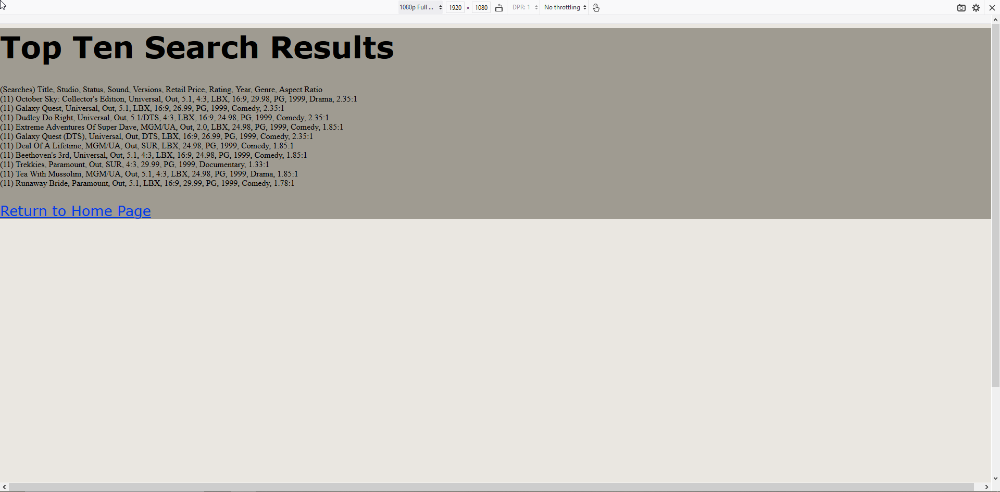 1080p Full ... 1920 × 1080 DPR: 1 No throttling
Top Ten Search Results
(Searches) Title, Studio, Status, Sound, Versions, Retail Price, Rating, Year, Genre, Aspect Ratio
(11) October Sky: Collector's Edition, Universal, Out, 5.1, 4:3, LBX, 16:9, 29.98, PG, 1999, Drama, 2.35:1
(11) Galaxy Quest, Universal, Out, 5.1, LBX, 16:9, 26.99, PG, 1999, Comedy, 2.35:1
(11) Dudley Do Right, Universal, Out, 5.1/DTS, 4:3, LBX, 16:9, 24.98, PG, 1999, Comedy, 2.35:1
(11) Extreme Adventures Of Super Dave, MGM/UA, Out, 2.0, LBX, 24.98, PG, 1999, Comedy, 1.85:1
(11) Galaxy Quest (DTS), Universal, Out, DTS, LBX, 16:9, 26.99, PG, 1999, Comedy, 2.35:1
(11) Deal Of A Lifetime, MGM/UA, Out, SUR, LBX, 24.98, PG, 1999, Comedy, 1.85:1
(11) Beethoven's 3rd, Universal, Out, 5.1, 4:3, LBX, 16:9, 24.98, PG, 1999, Comedy, 1.85:1
(11) Trekkies, Paramount, Out, SUR, 4:3, 29.99, PG, 1999, Documentary, 1.33:1
(11) Tea With Mussolini, MGM/UA, Out, 5.1, 4:3, LBX, 24.98, PG, 1999, Drama, 1.85:1
(11) Runaway Bride, Paramount, Out, 5.1, LBX, 16:9, 29.99, PG, 1999, Comedy, 1.78:1
Return to Home Page